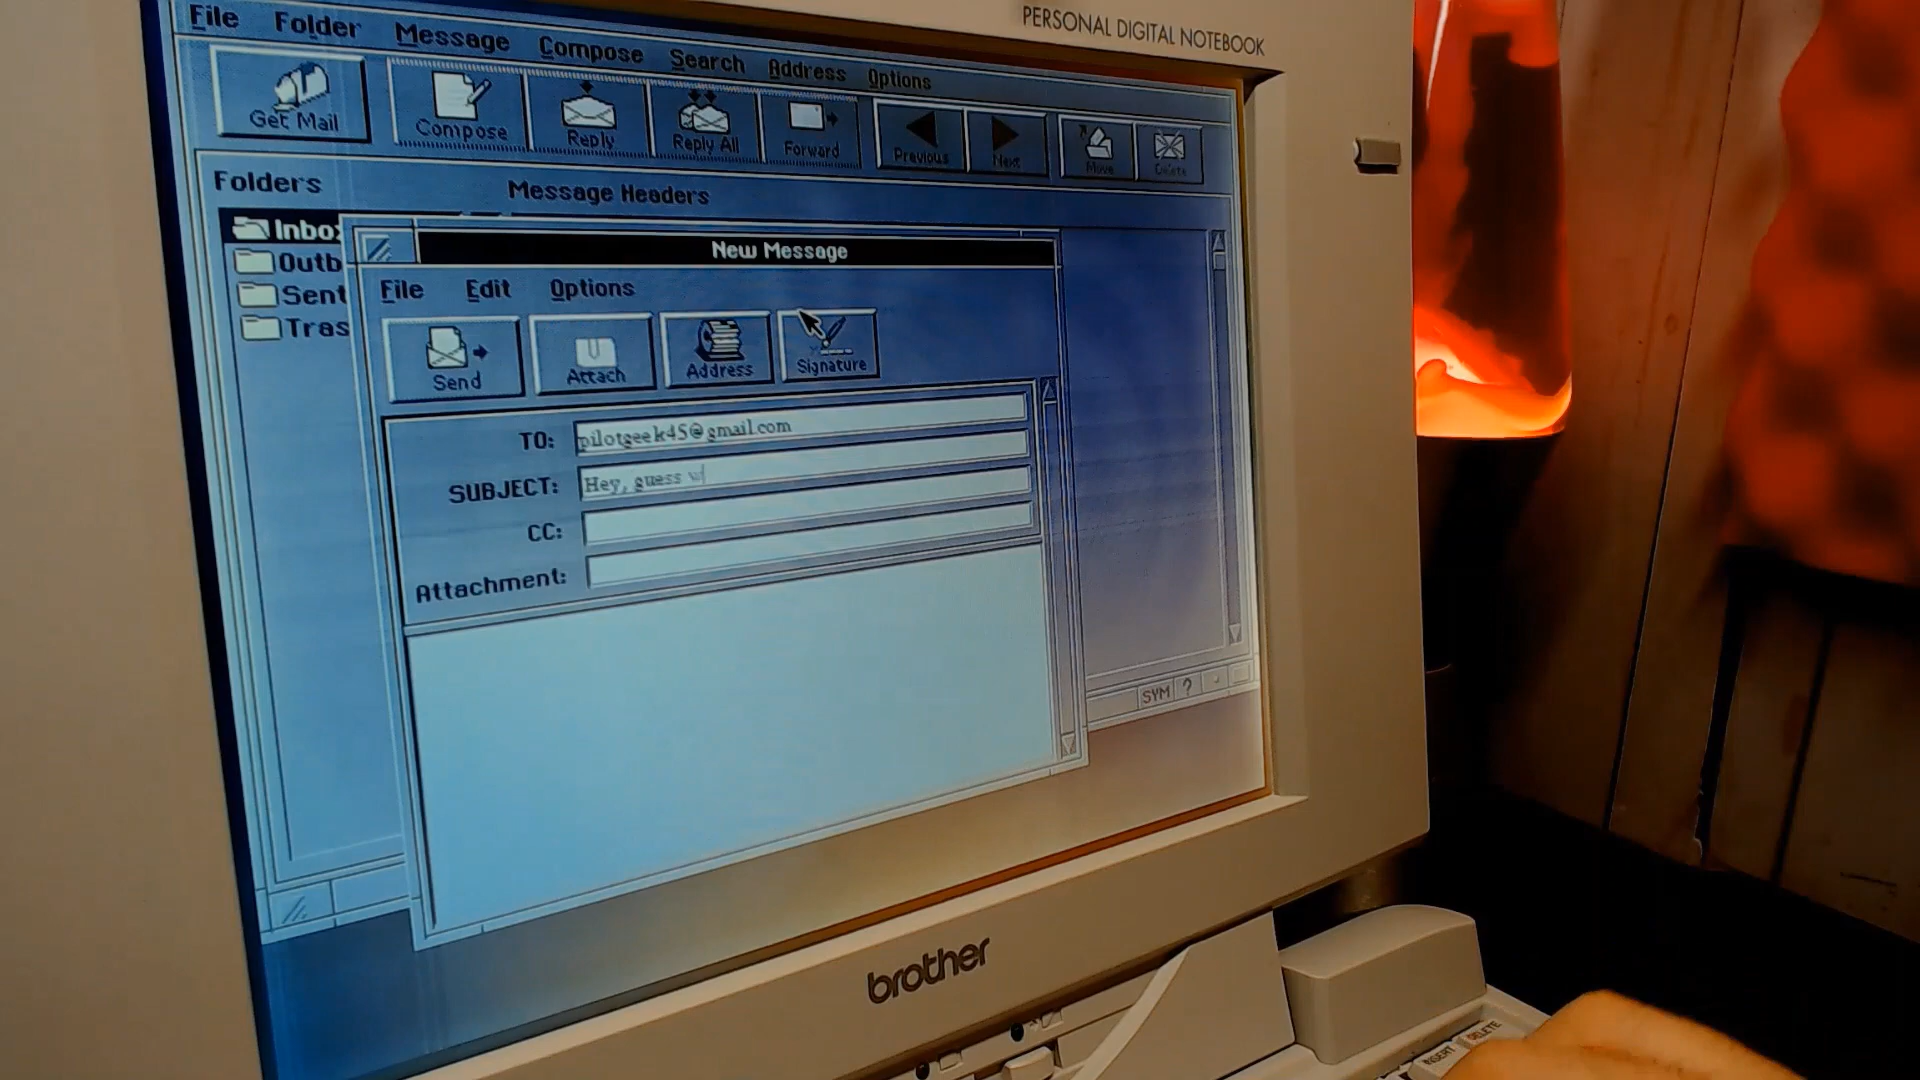 PERSONAL DIGITAL NOTEBOOK
File Folder Message Compose Search Address Options
Get Mail Compose Reply Reply All Forward Previous Next Move Delete
Folders Message Headers
Inbox
Outb
Sent
Tras
New Message
File Edit Options
Send Attach Address Signature
TO: pilotgeek45@gmail.com
SUBJECT: Hey, guess w
CC:
Attachment:
SYM ?
brother
INSERT DELETE